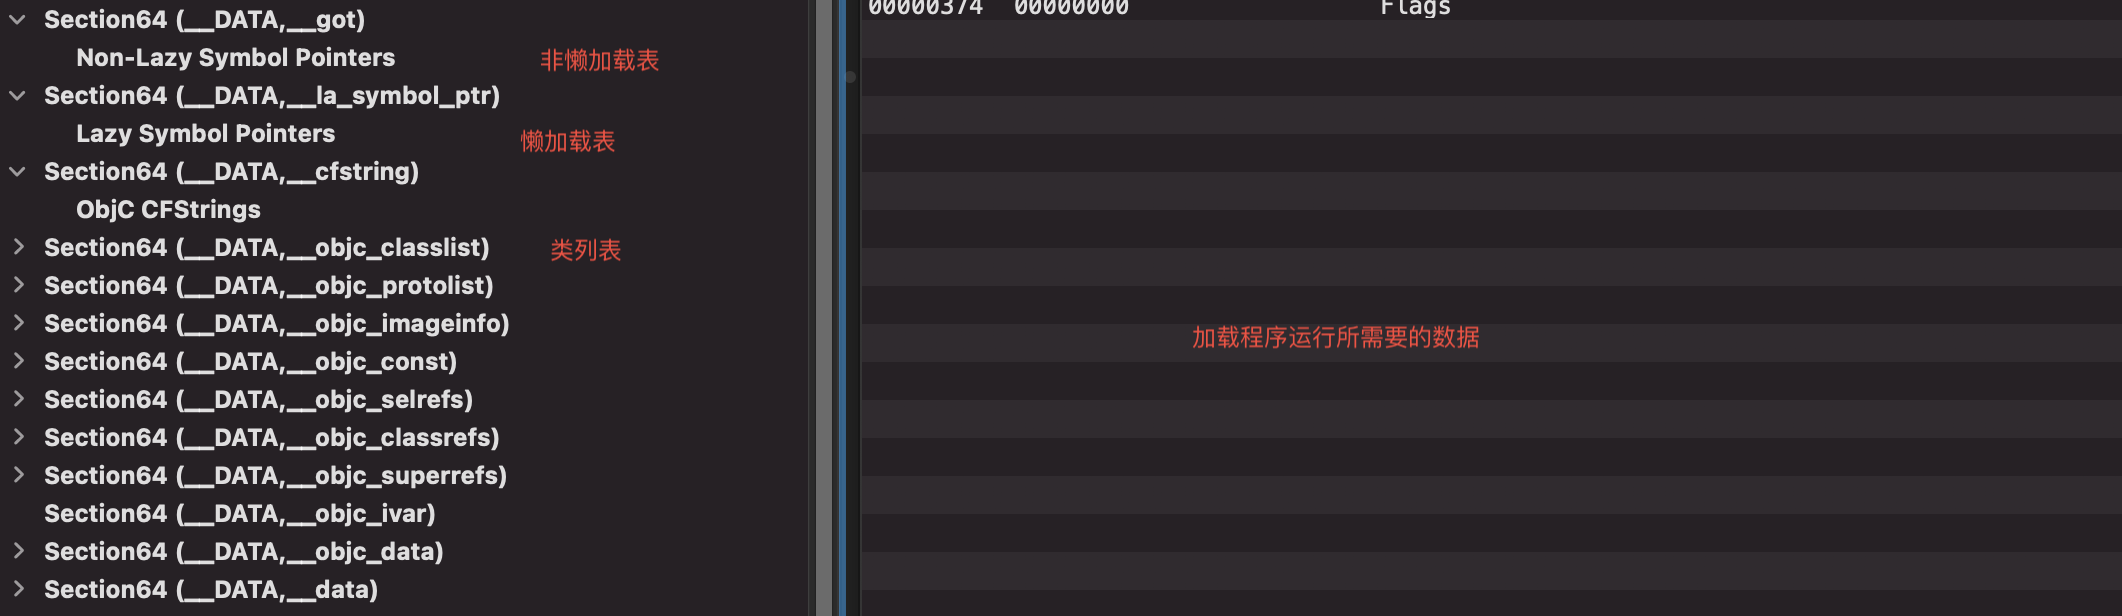 Section64 (__DATA,__got)
Non-Lazy Symbol Pointers
非懒加载表
Section64 (__DATA,__la_symbol_ptr)
Lazy Symbol Pointers
懒加载表
Section64 (__DATA,__cfstring)
ObjC CFStrings
Section64 (__DATA,__objc_classlist)
类列表
Section64 (__DATA,__objc_protolist)
Section64 (__DATA,__objc_imageinfo)
Section64 (__DATA,__objc_const)
Section64 (__DATA,__objc_selrefs)
Section64 (__DATA,__objc_classrefs)
Section64 (__DATA,__objc_superrefs)
Section64 (__DATA,__objc_ivar)
Section64 (__DATA,__objc_data)
Section64 (__DATA,__data)
00000374 00000000 Flags
加载程序运行所需要的数据